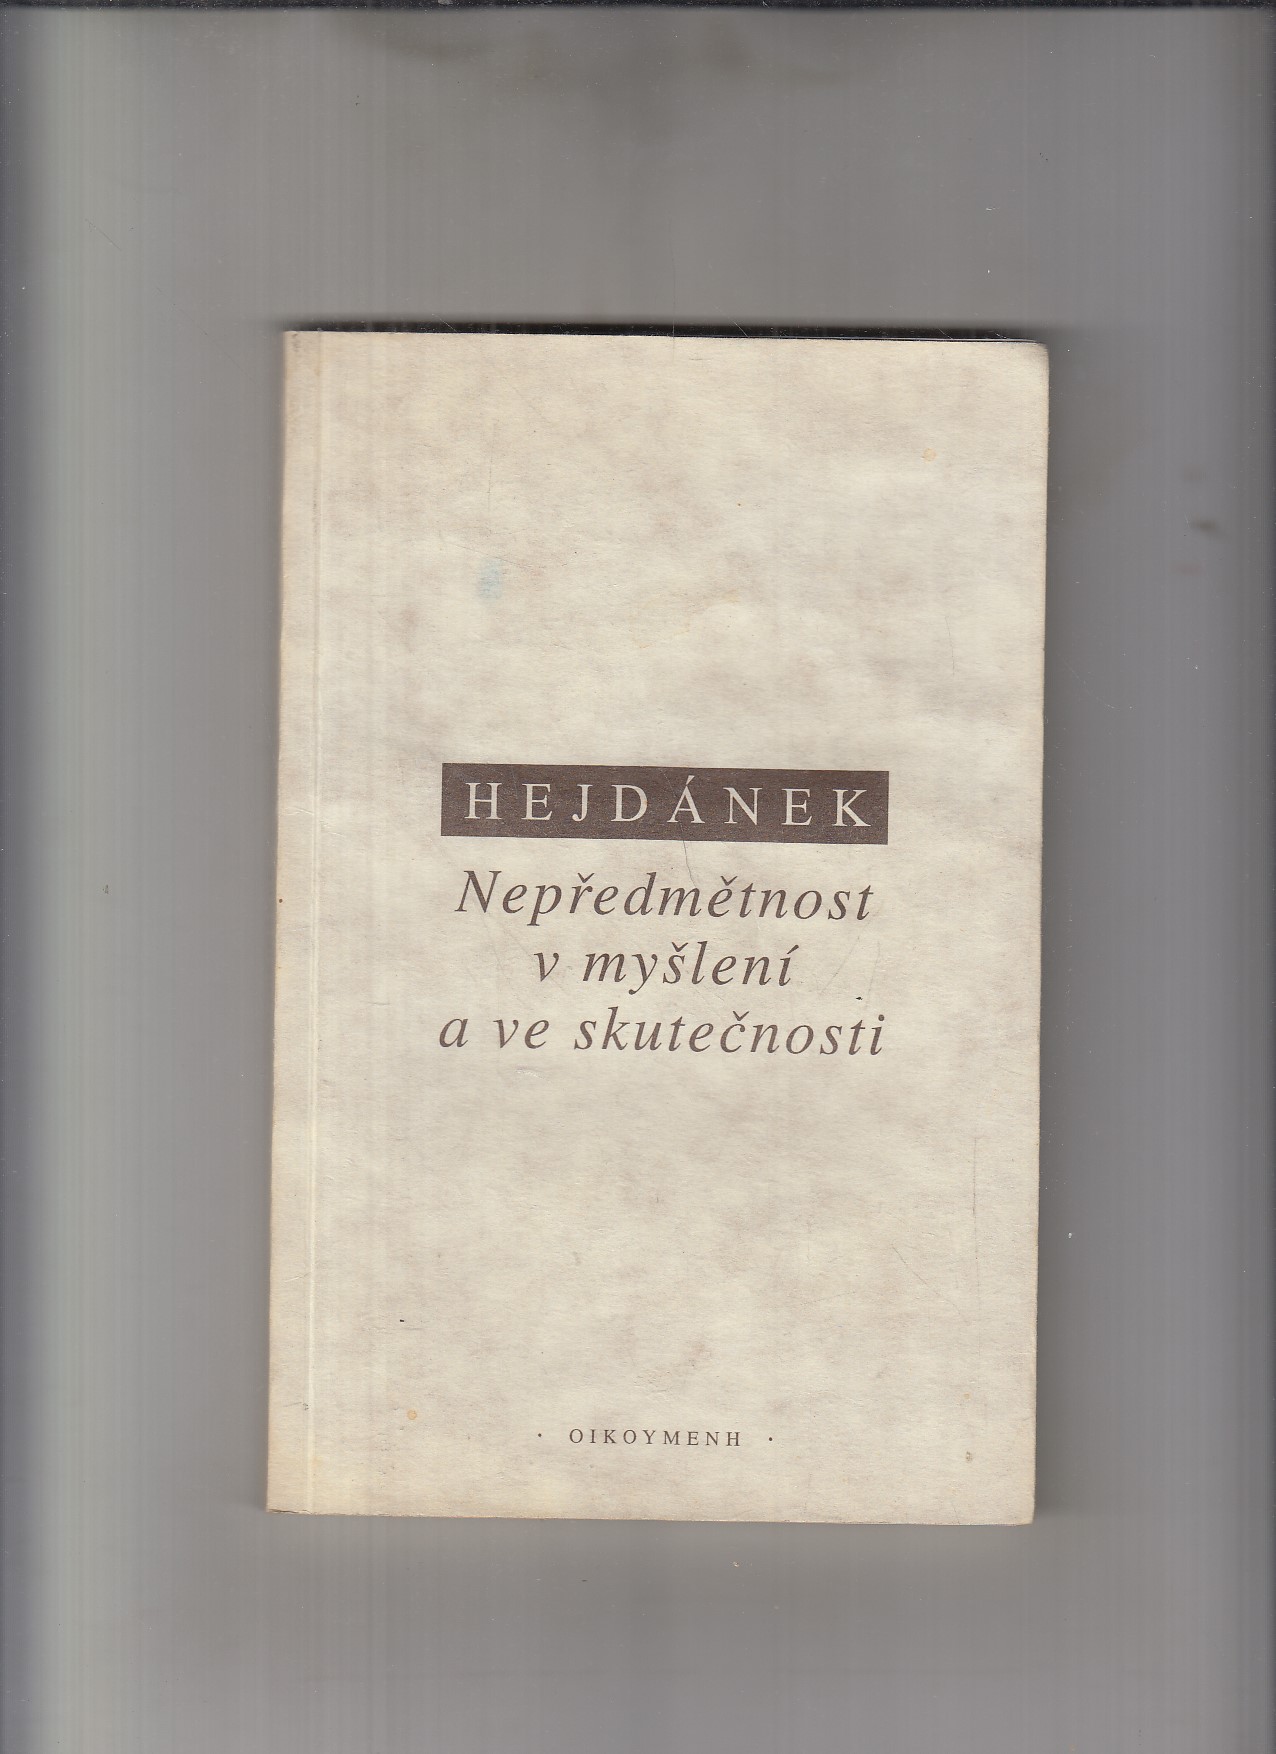 HEJDÁNEK
Nepředmětnost
v myšlení
a ve skutečnosti
· OIKOYMENH ·